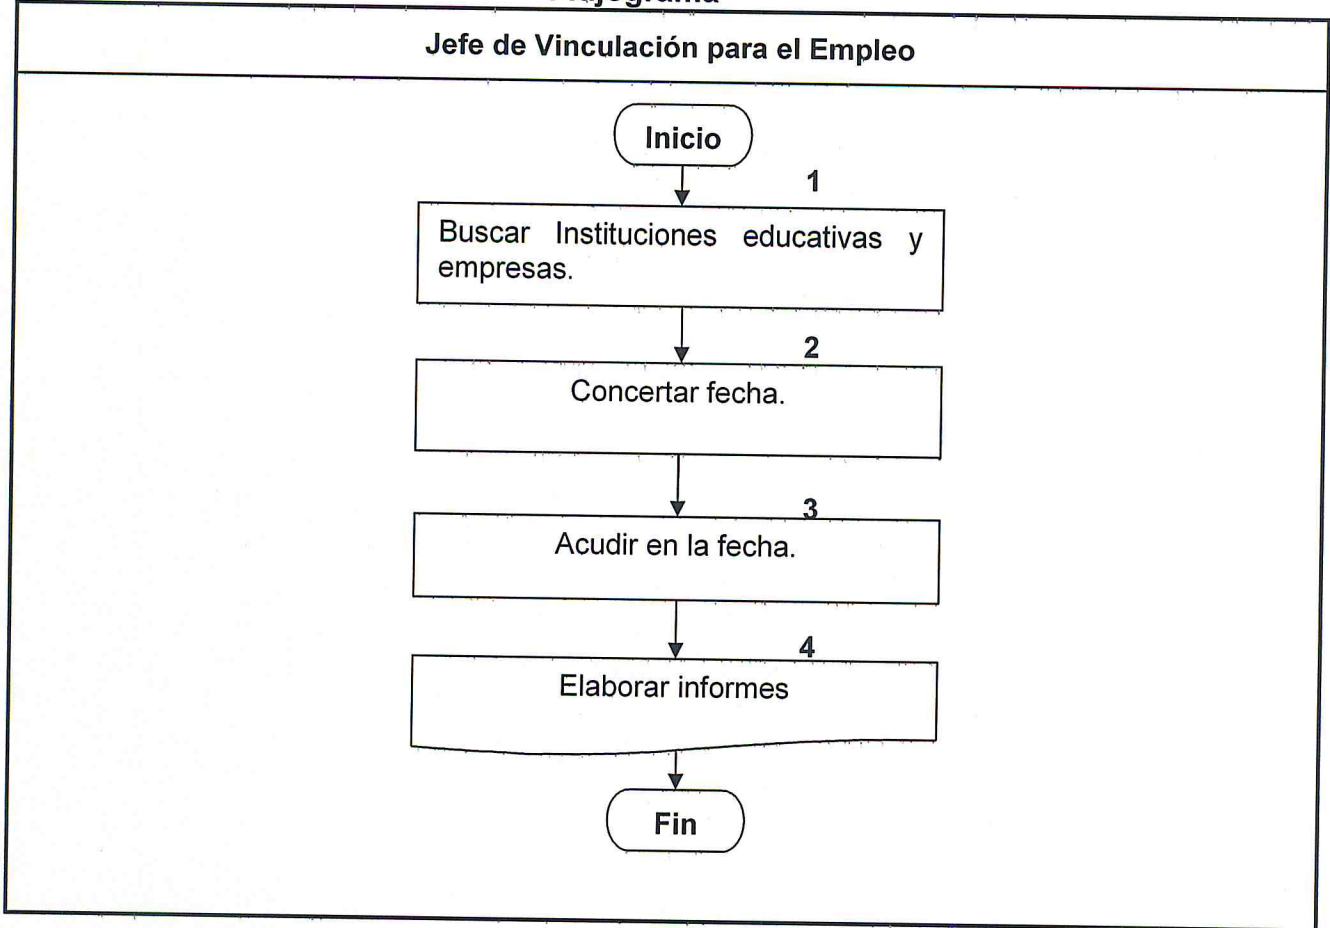 Jefe de Vinculación para el Empleo
Inicio
1
Buscar Instituciones educativas y
empresas.
2
Concertar fecha.
3
Acudir en la fecha.
4
Elaborar informes
Fin